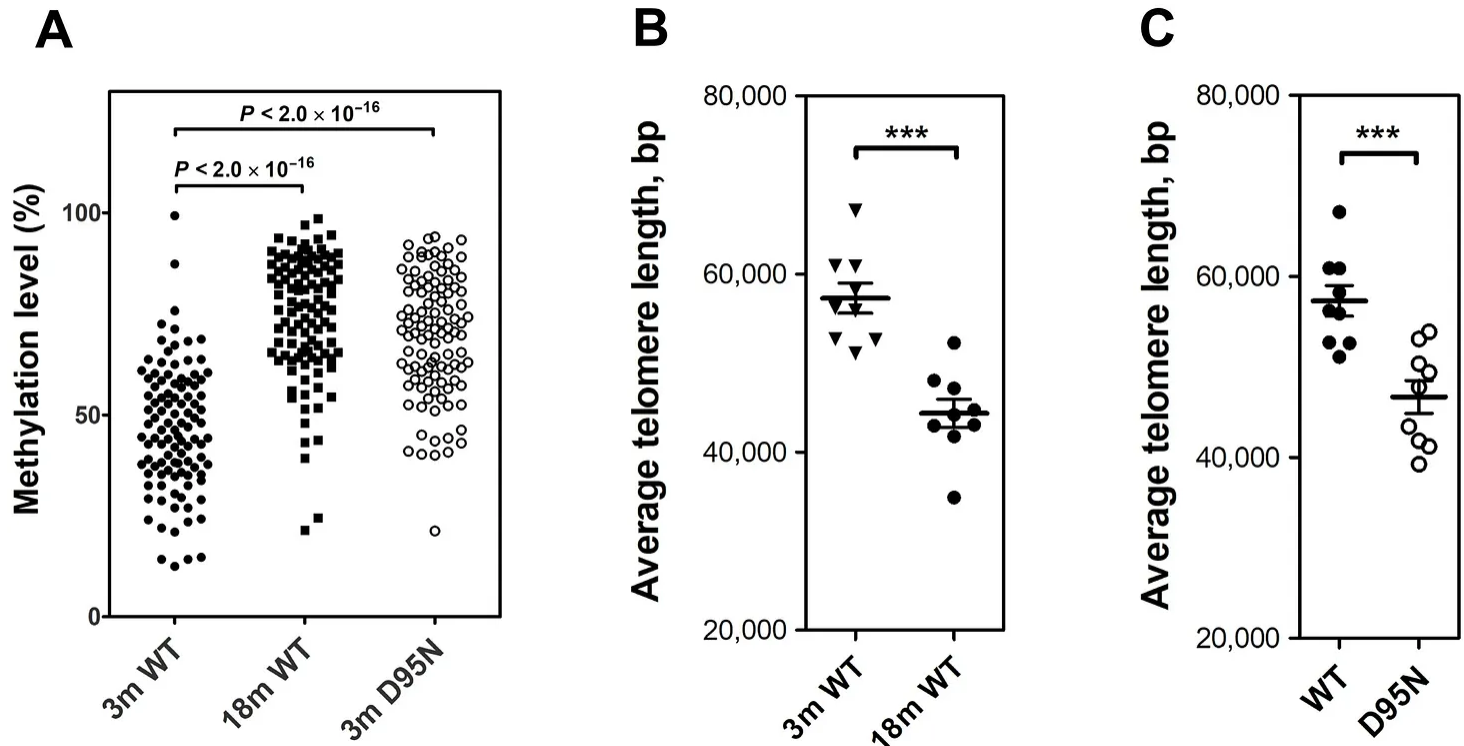 A
P < 2.0 × 10−16
P < 2.0 × 10−16
Methylation level (%)
100
50
0
3m WT
18m WT
3m D95N
B
Average telomere length, bp
80,000
60,000
40,000
20,000
***
3m WT
18m WT
C
Average telomere length, bp
80,000
60,000
40,000
20,000
***
WT
D95N